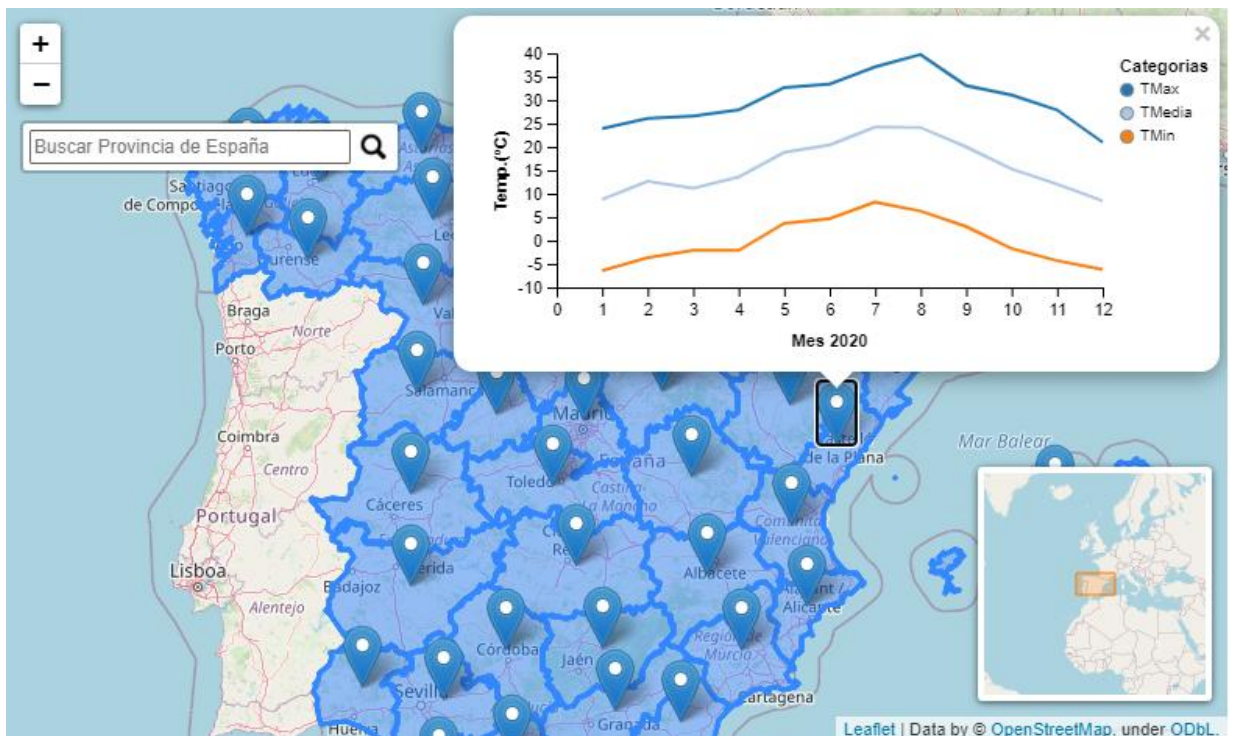 +
−
Buscar Provincia de España
×
40
35
30
25
20
15
10
5
0
-5
-10
Temp.(ºC)
0 1 2 3 4 5 6 7 8 9 10 11 12
Mes 2020
Categorias
TMax
TMedia
TMin
Santiago
de Compo
Braga
Norte
Porto
Salamanc
Coimbra
Centro
Portugal
Cáceres
Toledo
España
Castilla-
La Mancha
de la Plana
Mar Balear
Comunitat
Valenciana
Lisboa
Badajoz
Albacete
Alacant /
Alicante
Alentejo
Córdoba
Jaén
Región de
Murcia
Sevilla
Cartagena
Huelva
Granada
Leaflet | Data by © OpenStreetMap, under ODbL.